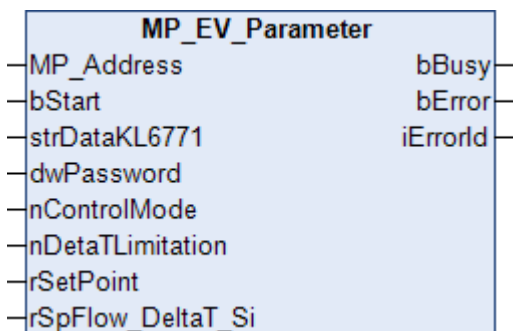 MP_EV_Parameter
MP_Address bBusy
bStart bError
strDataKL6771 iErrorId
dwPassword
nControlMode
nDetaTLimitation
rSetPoint
rSpFlow_DeltaT_Si